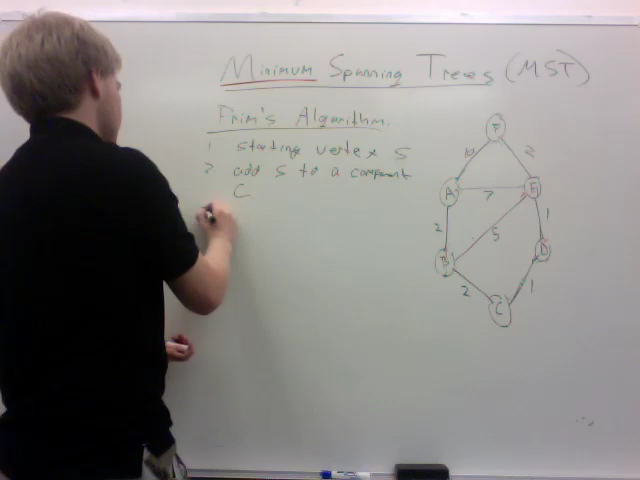 Minimum Spanning Trees (MST)
Prim's Algorithm.
1 starting vertex s
2 add s to a component
C
F
10 2
A 7 E
2 5 1
B D
2 1
C